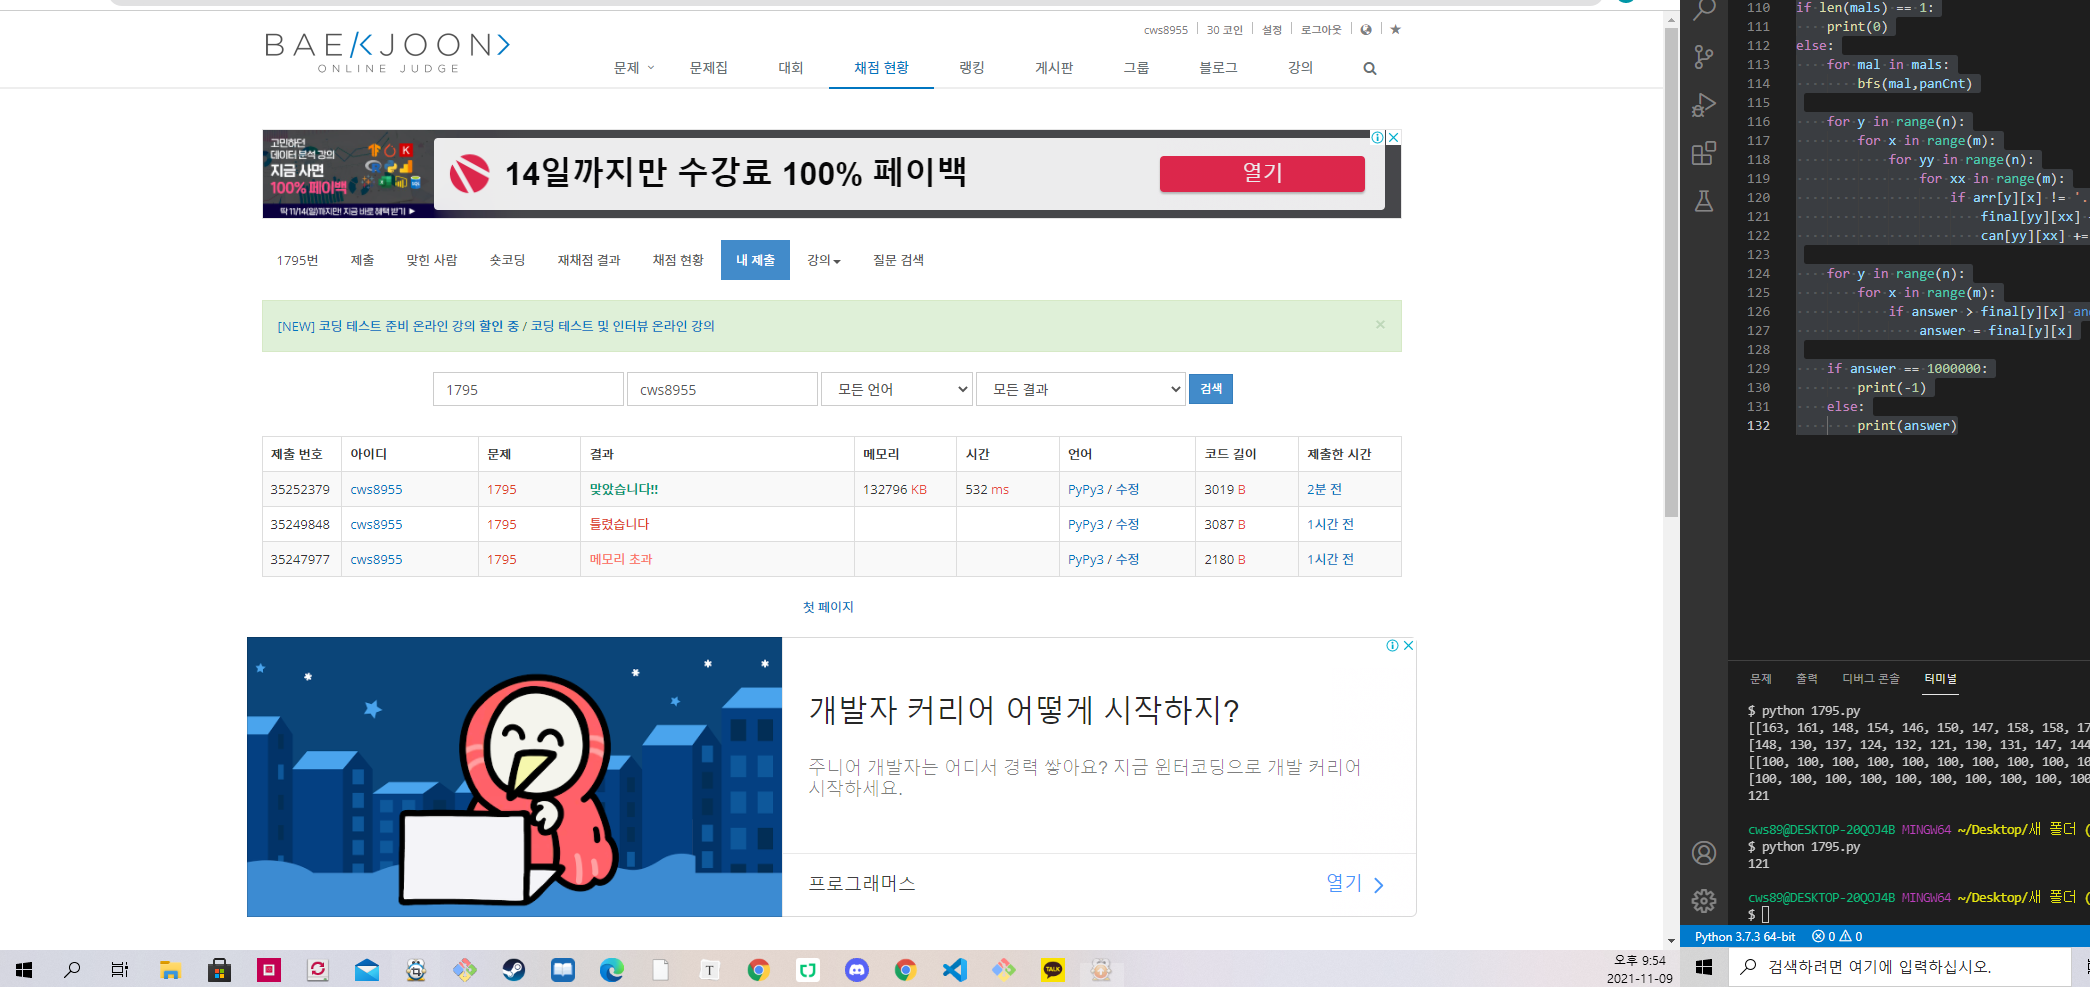 cws8955 30 코인 설정 로그아웃
BAEKJOON>
ONLINE JUDGE
문제 문제집 대회 채점 현황 랭킹 게시판 그룹 블로그 강의
고민하던
데이터 분석 강의
지금 사면
100% 페이백
딱 11/14(일)까지만! 지금 바로 혜택 받기 ▶
14일까지만 수강료 100% 페이백
열기
1795번 제출 맞힌 사람 숏코딩 재채점 결과 채점 현황 내 제출 강의 질문 검색
[NEW] 코딩 테스트 준비 온라인 강의 할인 중 / 코딩 테스트 및 인터뷰 온라인 강의 ×
1795 cws8955 모든 언어 모든 결과 검색
제출 번호 아이디 문제 결과 메모리 시간 언어 코드 길이 제출한 시간
35252379 cws8955 1795 맞았습니다!! 132796 KB 532 ms PyPy3 / 수정 3019 B 2분 전
35249848 cws8955 1795 틀렸습니다 PyPy3 / 수정 3087 B 1시간 전
35247977 cws8955 1795 메모리 초과 PyPy3 / 수정 2180 B 1시간 전
첫 페이지
개발자 커리어 어떻게 시작하지?
주니어 개발자는 어디서 경력 쌓아요? 지금 윈터코딩으로 개발 커리어
시작하세요.
프로그래머스 열기
오후 9:54
2021-11-09
110 if len(mals) == 1:
111 print(0)
112 else:
113 for mal in mals:
114 bfs(mal,panCnt)
115
116 for y in range(n):
117 for x in range(m):
118 for yy in range(n):
119 for xx in range(m):
120 if arr[y][x] != '.
121 final[yy][xx]
122 can[yy][xx] +=
123
124 for y in range(n):
125 for x in range(m):
126 if answer > final[y][x] and
127 answer = final[y][x]
128
129 if answer == 1000000:
130 print(-1)
131 else:
132 print(answer)
문제 출력 디버그 콘솔 터미널
$ python 1795.py
[[163, 161, 148, 154, 146, 150, 147, 158, 158, 17
[148, 130, 137, 124, 132, 121, 130, 131, 147, 144
[[100, 100, 100, 100, 100, 100, 100, 100, 100, 10
[100, 100, 100, 100, 100, 100, 100, 100, 100, 100
121
cws89@DESKTOP-20QOJ4B MINGW64 ~/Desktop/새 폴더 (
$ python 1795.py
121
cws89@DESKTOP-20QOJ4B MINGW64 ~/Desktop/새 폴더 (
$
Python 3.7.3 64-bit 0 0
검색하려면 여기에 입력하십시오.
TALK
T